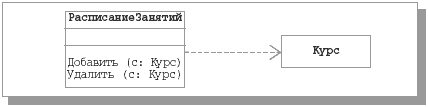 РасписаниеЗанятий
Добавить (с: Курс)
Удалить (с: Курс)
Курс